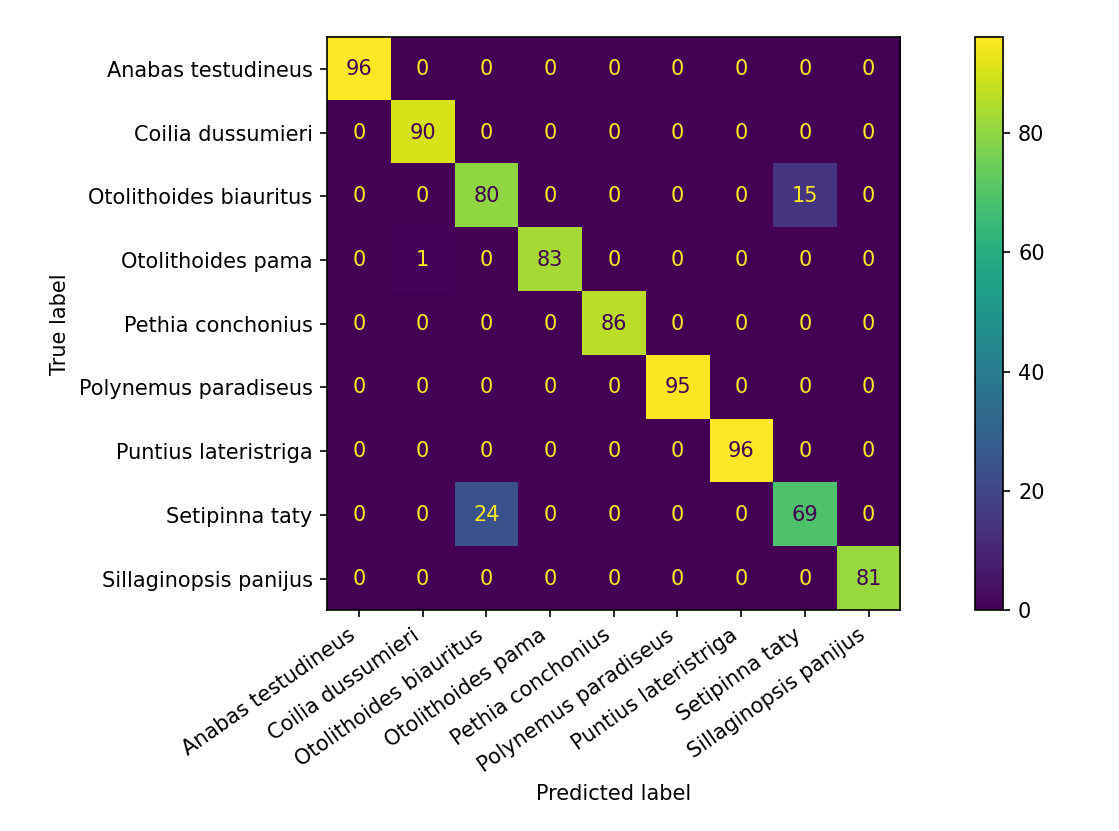 Anabas testudineus 96 0 0 0 0 0 0 0 0
Coilia dussumieri 0 90 0 0 0 0 0 0 0 80
Otolithoides biauritus 0 0 80 0 0 0 0 15 0
Otolithoides pama 0 1 0 83 0 0 0 0 0 60
True label
Pethia conchonius 0 0 0 0 86 0 0 0 0
Polynemus paradiseus 0 0 0 0 0 95 0 0 0 40
Puntius lateristriga 0 0 0 0 0 0 96 0 0
Setipinna taty 0 0 24 0 0 0 0 69 0 20
Sillaginopsis panijus 0 0 0 0 0 0 0 0 81 0
Anabas testudineus
Coilia dussumieri
Otolithoides biauritus
Otolithoides pama
Pethia conchonius
Polynemus paradiseus
Puntius lateristriga
Setipinna taty
Sillaginopsis panijus
Predicted label